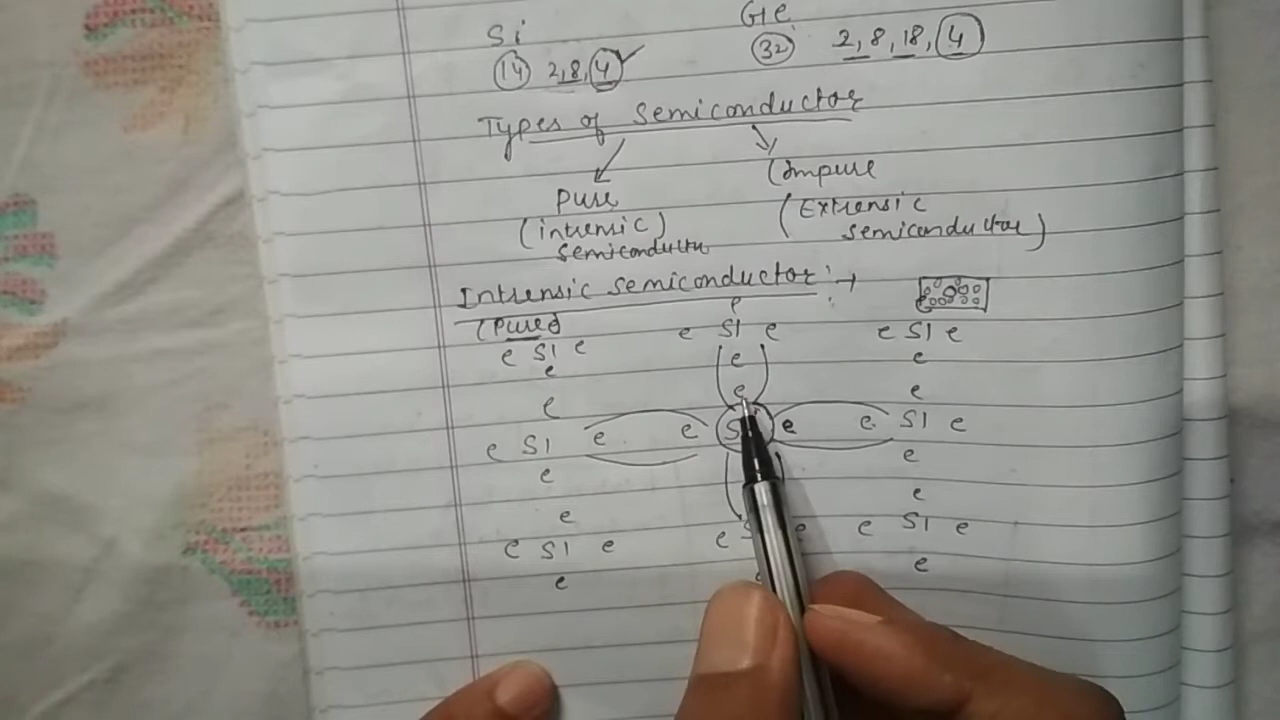 Si Ge
14 2,8,4 32 2,8,18,4
Types of Semiconductor
Pure Impure
(intrensic) (Extrensic
semiconductor semiconductor)
Intrensic semiconductor:→
(Pure)
e
e Si e e Si e e Si e
e e e
e e e
e Si e e S e e Si e
e e
e e
e Si e e S e e Si e
e e